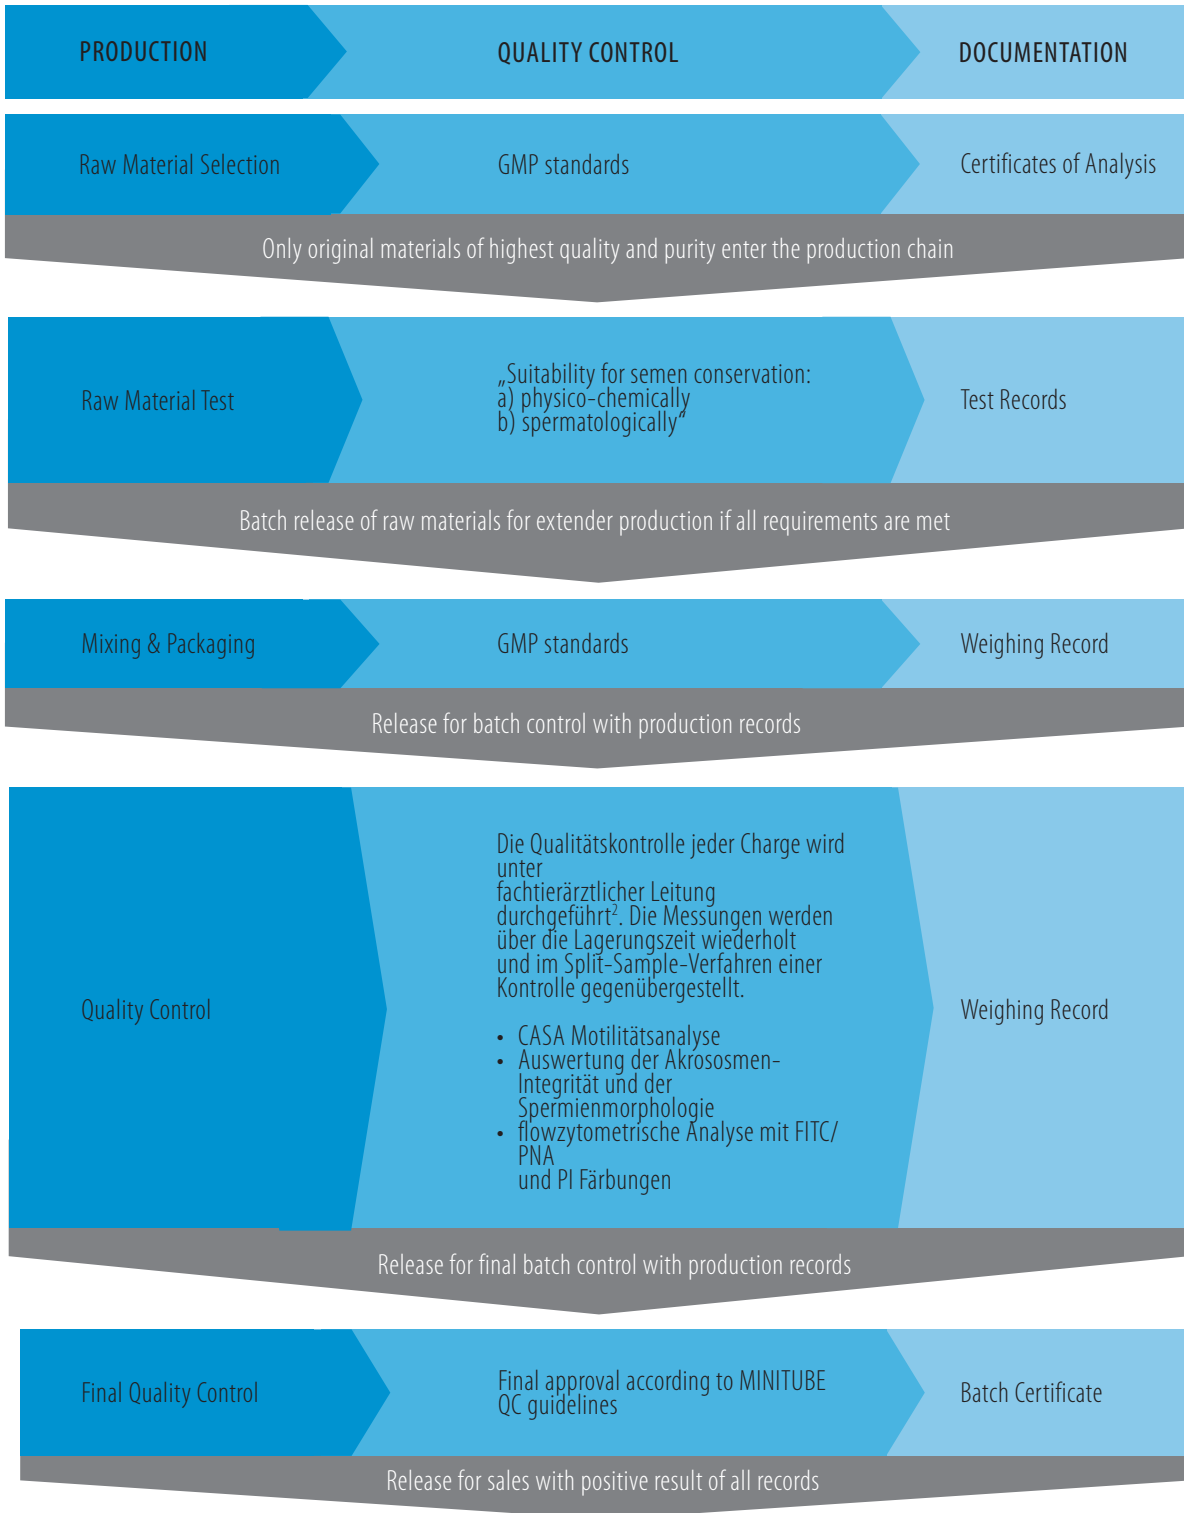 PRODUCTION
QUALITY CONTROL
DOCUMENTATION
Raw Material Selection
GMP standards
Certificates of Analysis
Only original materials of highest quality and purity enter the production chain
Raw Material Test
„Suitability for semen conservation:
a) physico-chemically
b) spermatologically“
Test Records
Batch release of raw materials for extender production if all requirements are met
Mixing & Packaging
GMP standards
Weighing Record
Release for batch control with production records
Quality Control
Die Qualitätskontrolle jeder Charge wird
unter
fachtierärztlicher Leitung
durchgeführt². Die Messungen werden
über die Lagerungszeit wiederholt
und im Split-Sample-Verfahren einer
Kontrolle gegenübergestellt.
• CASA Motilitätsanalyse
• Auswertung der Akrososmen-
Integrität und der
Spermienmorphologie
• flowzytometrische Analyse mit FITC/
PNA
und PI Färbungen
Weighing Record
Release for final batch control with production records
Final Quality Control
Final approval according to MINITUBE
QC guidelines
Batch Certificate
Release for sales with positive result of all records